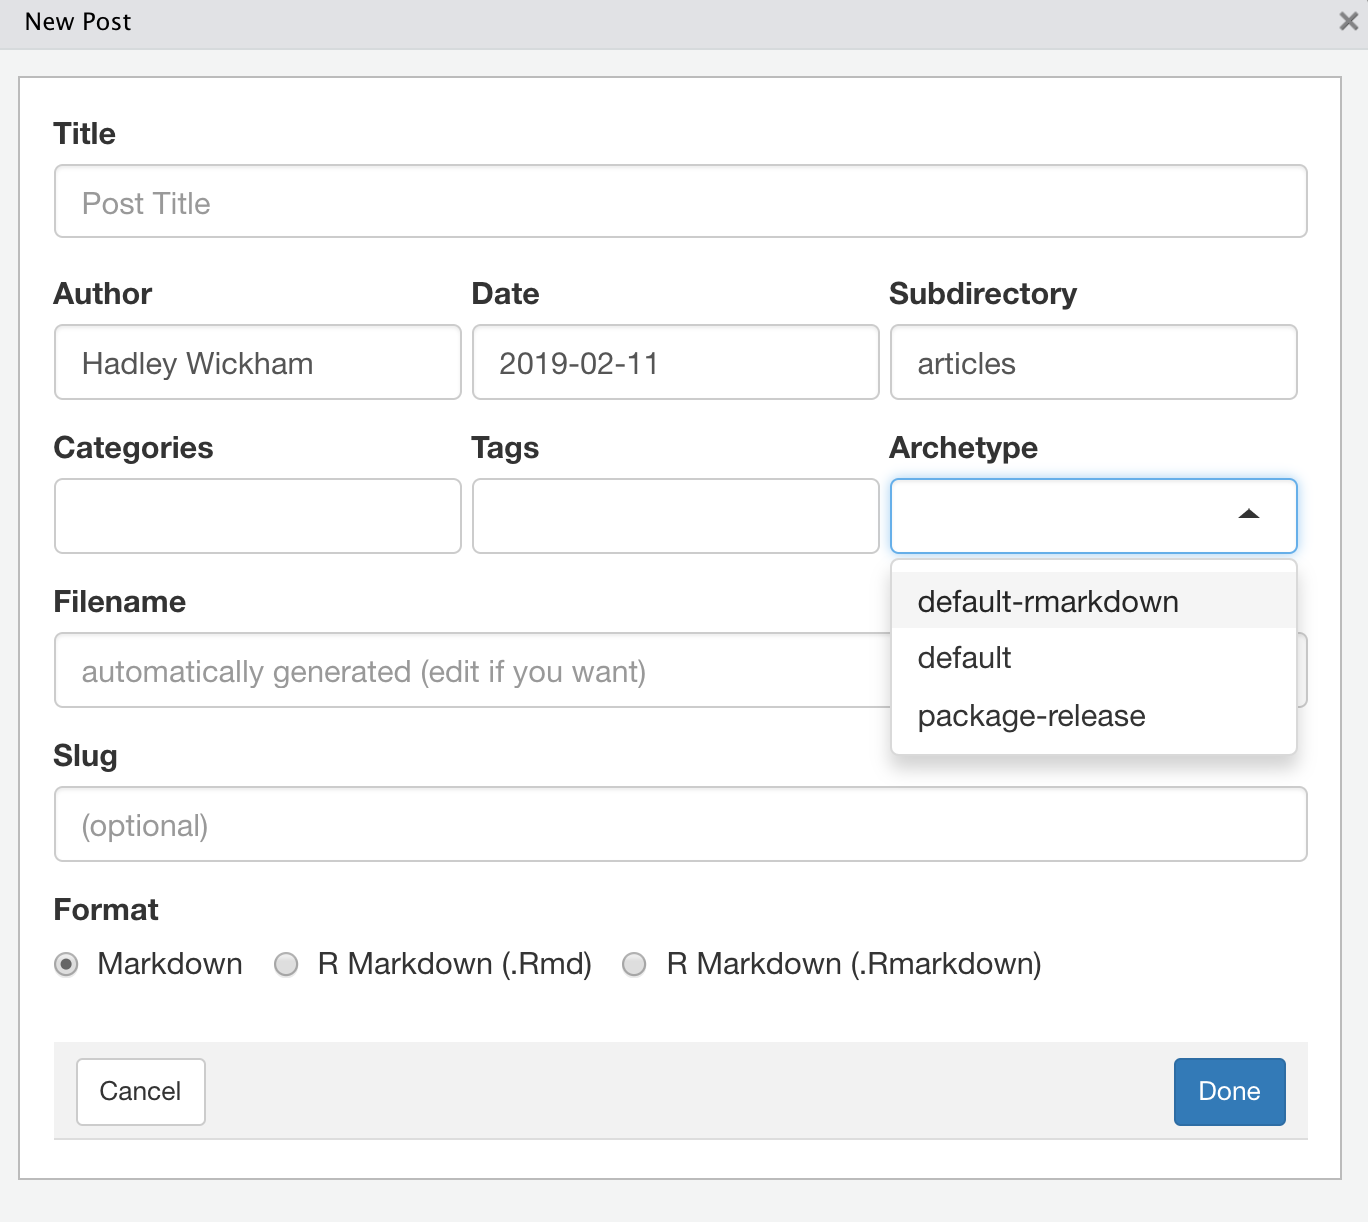 New Post
Title
Post Title
Author Date Subdirectory
Hadley Wickham 2019-02-11 articles
Categories Tags Archetype
default-rmarkdown
default
package-release
Filename
automatically generated (edit if you want)
Slug
(optional)
Format
Markdown R Markdown (.Rmd) R Markdown (.Rmarkdown)
Cancel Done